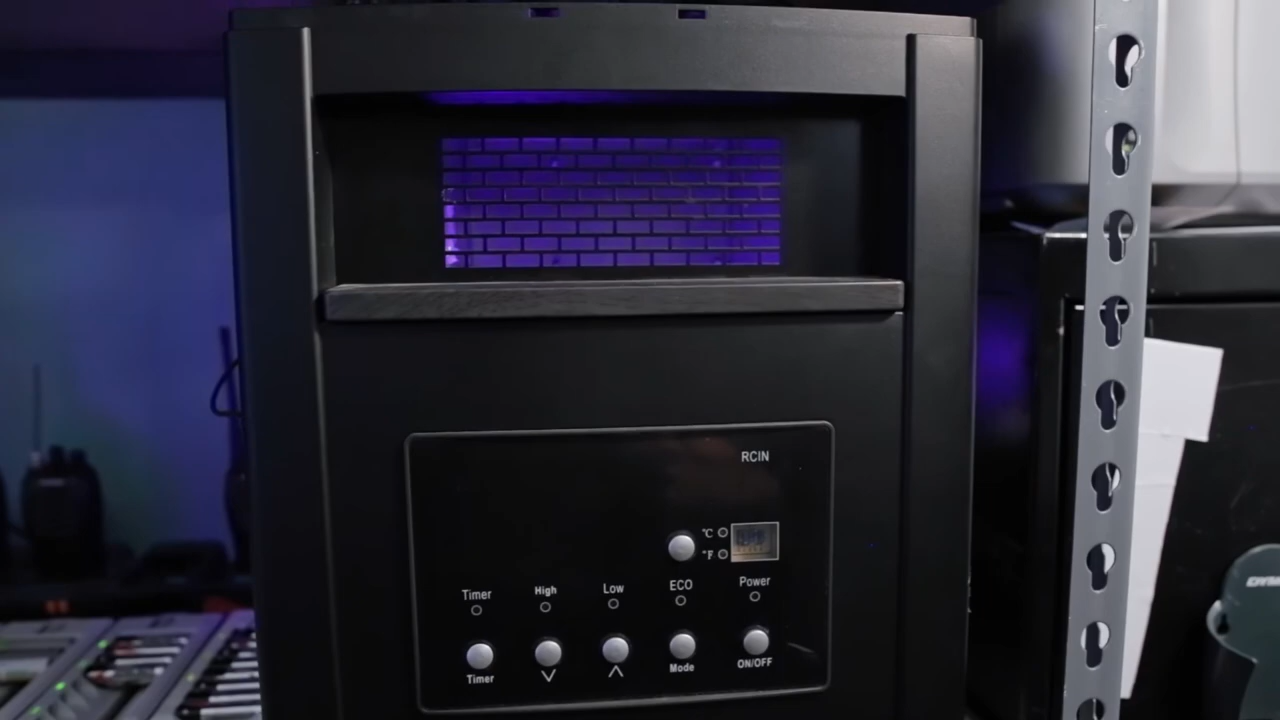 RCIN
°C
°F
Timer High Low ECO Power
Timer Mode ON/OFF